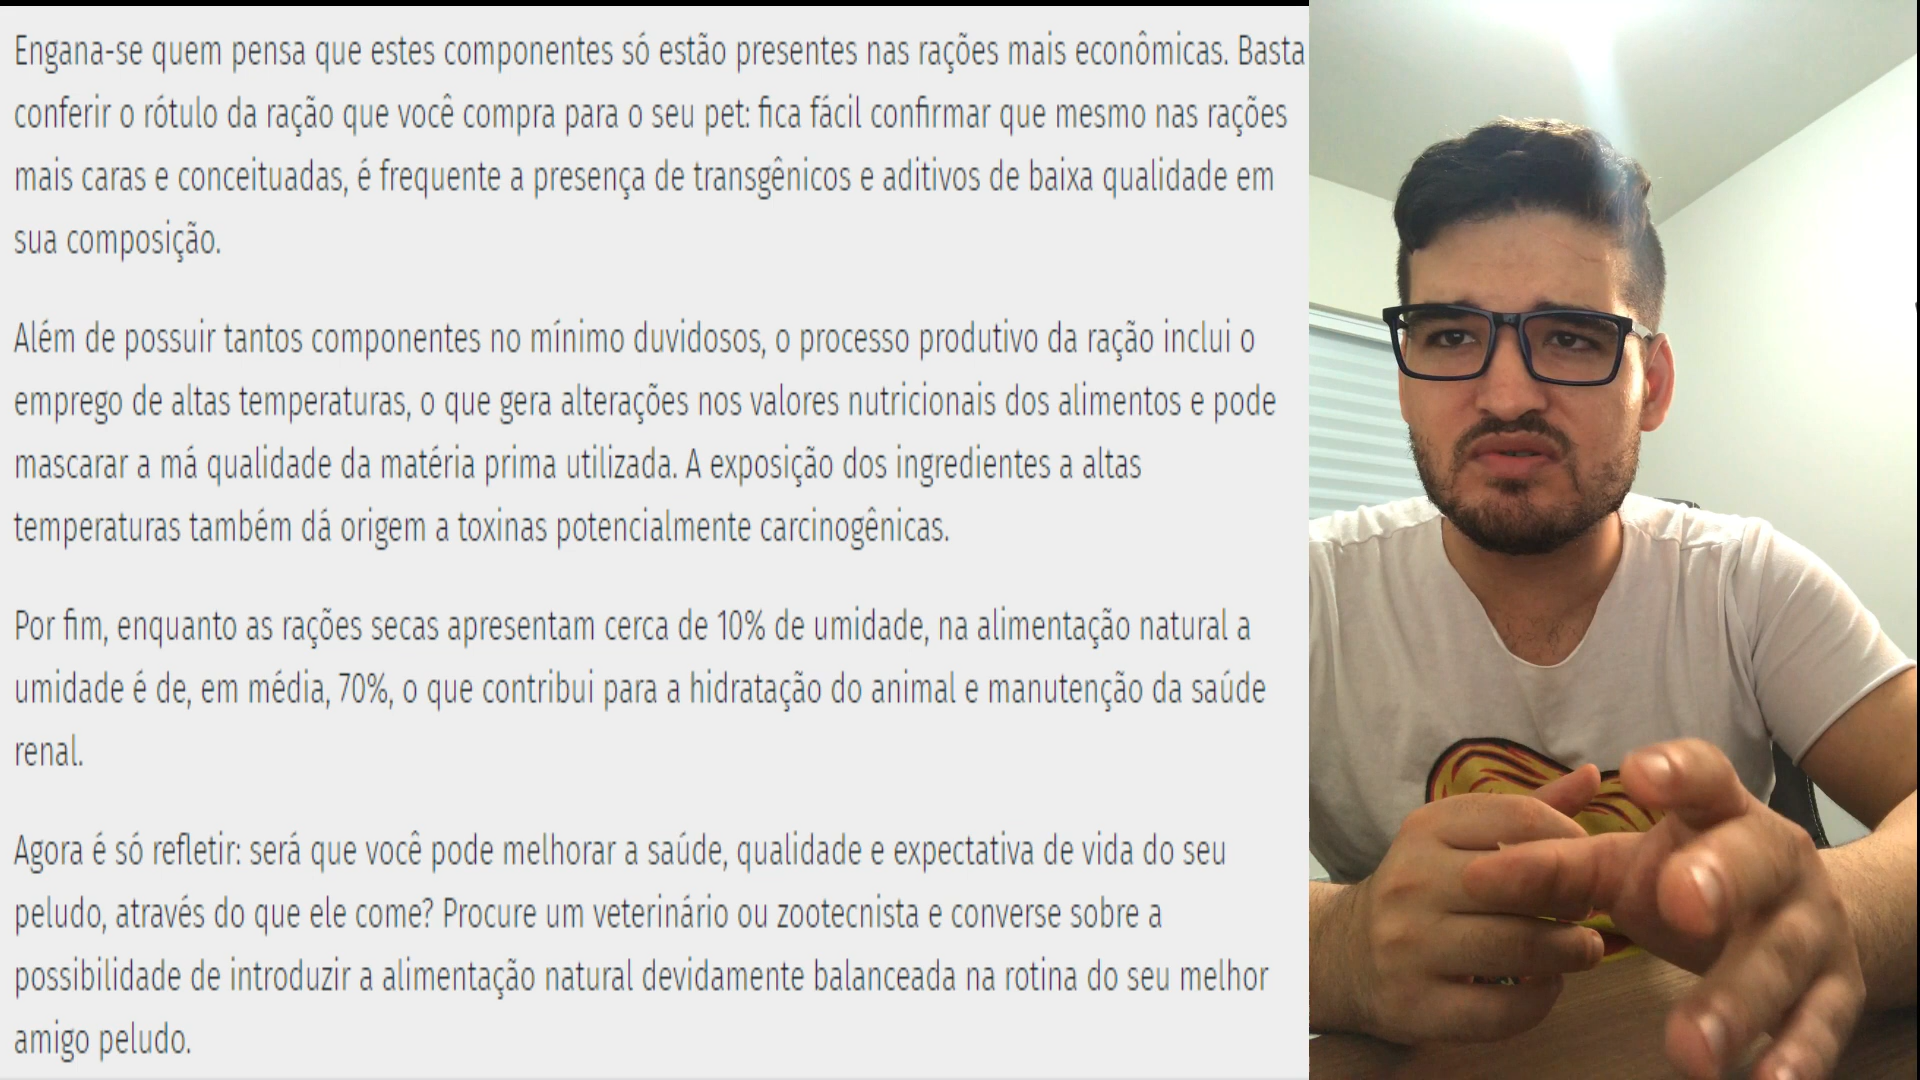 Engana-se quem pensa que estes componentes só estão presentes nas rações mais econômicas. Basta
conferir o rótulo da ração que você compra para o seu pet: fica fácil confirmar que mesmo nas rações
mais caras e conceituadas, é frequente a presença de transgênicos e aditivos de baixa qualidade em
sua composição.
Além de possuir tantos componentes no mínimo duvidosos, o processo produtivo da ração inclui o
emprego de altas temperaturas, o que gera alterações nos valores nutricionais dos alimentos e pode
mascarar a má qualidade da matéria prima utilizada. A exposição dos ingredientes a altas
temperaturas também dá origem a toxinas potencialmente carcinogênicas.
Por fim, enquanto as rações secas apresentam cerca de 10% de umidade, na alimentação natural a
umidade é de, em média, 70%, o que contribui para a hidratação do animal e manutenção da saúde
renal.
Agora é só refletir: será que você pode melhorar a saúde, qualidade e expectativa de vida do seu
peludo, através do que ele come? Procure um veterinário ou zootecnista e converse sobre a
possibilidade de introduzir a alimentação natural devidamente balanceada na rotina do seu melhor
amigo peludo.